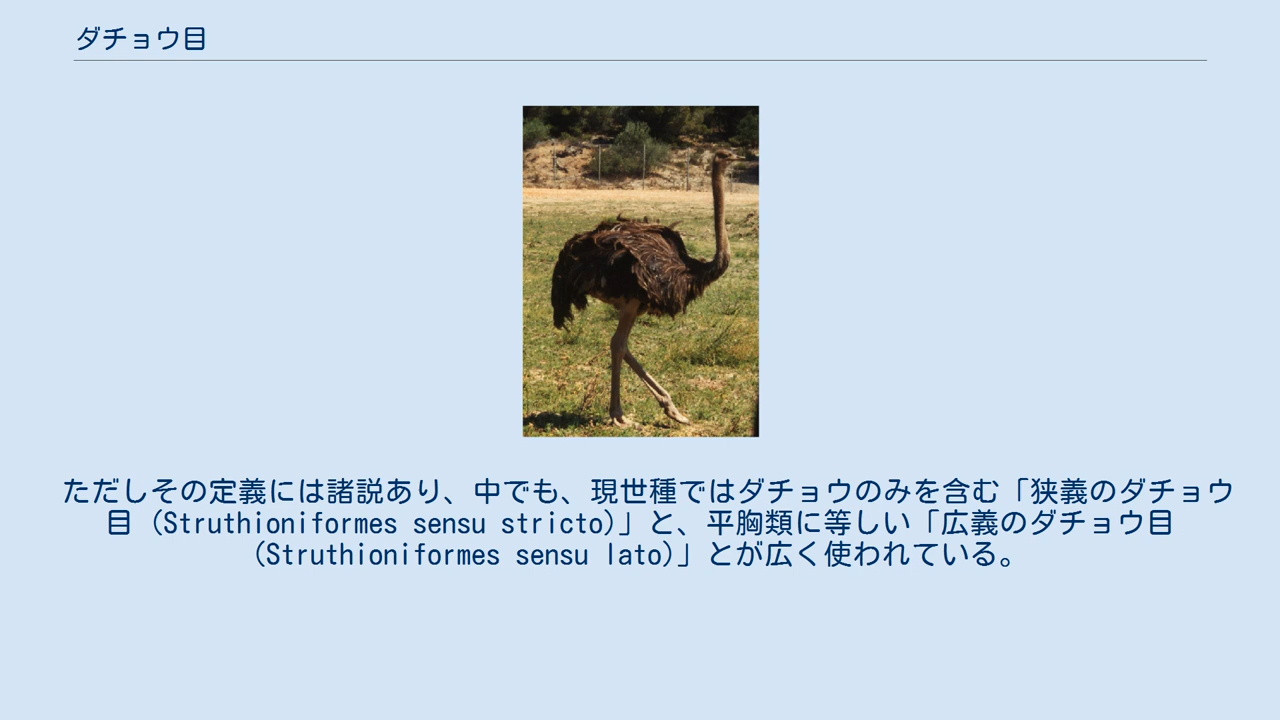 ダチョウ目
ただしその定義には諸説あり、中でも、現世種ではダチョウのみを含む「狭義のダチョウ
目（Struthioniformes sensu stricto)」と、平胸類に等しい「広義のダチョウ目
（Struthioniformes sensu lato)」とが広く使われている。